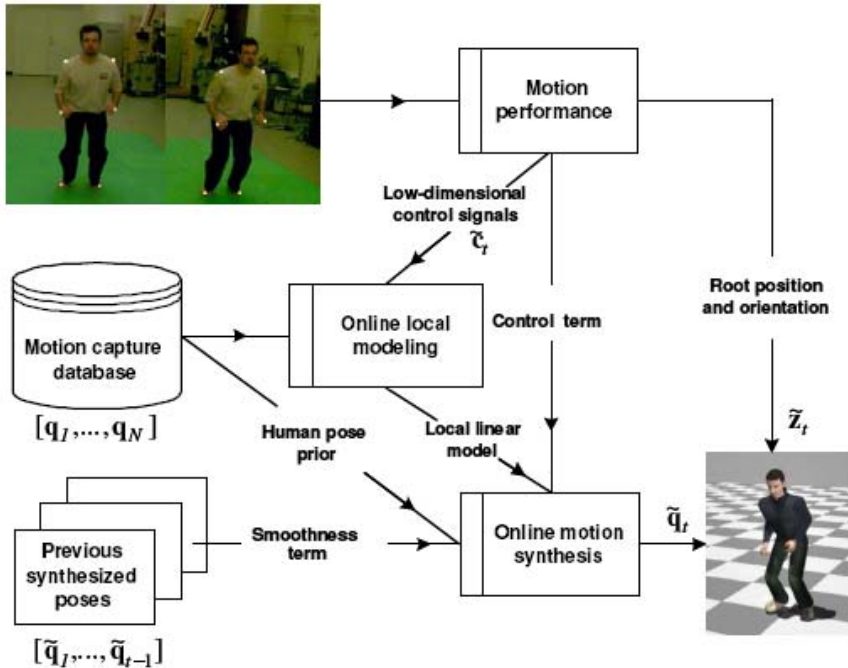 Motion
performance
Low-dimensional
control signals
c̃t
Root position
and orientation
Online local
modeling
Control term
Motion capture
database
[q1,...,qN]
Human pose
prior
Local linear
model
z̃t
Previous
synthesized
poses
Smoothness
term
Online motion
synthesis
q̃t
[q̃1,...,q̃t−1]